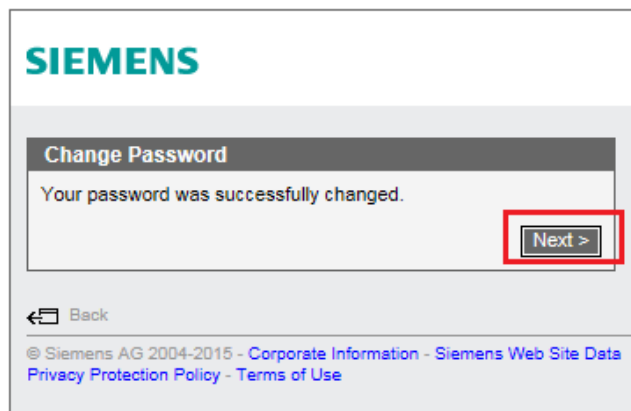 SIEMENS
Change Password
Your password was successfully changed.
Next >
Back
© Siemens AG 2004-2015 - Corporate Information - Siemens Web Site Data
Privacy Protection Policy - Terms of Use